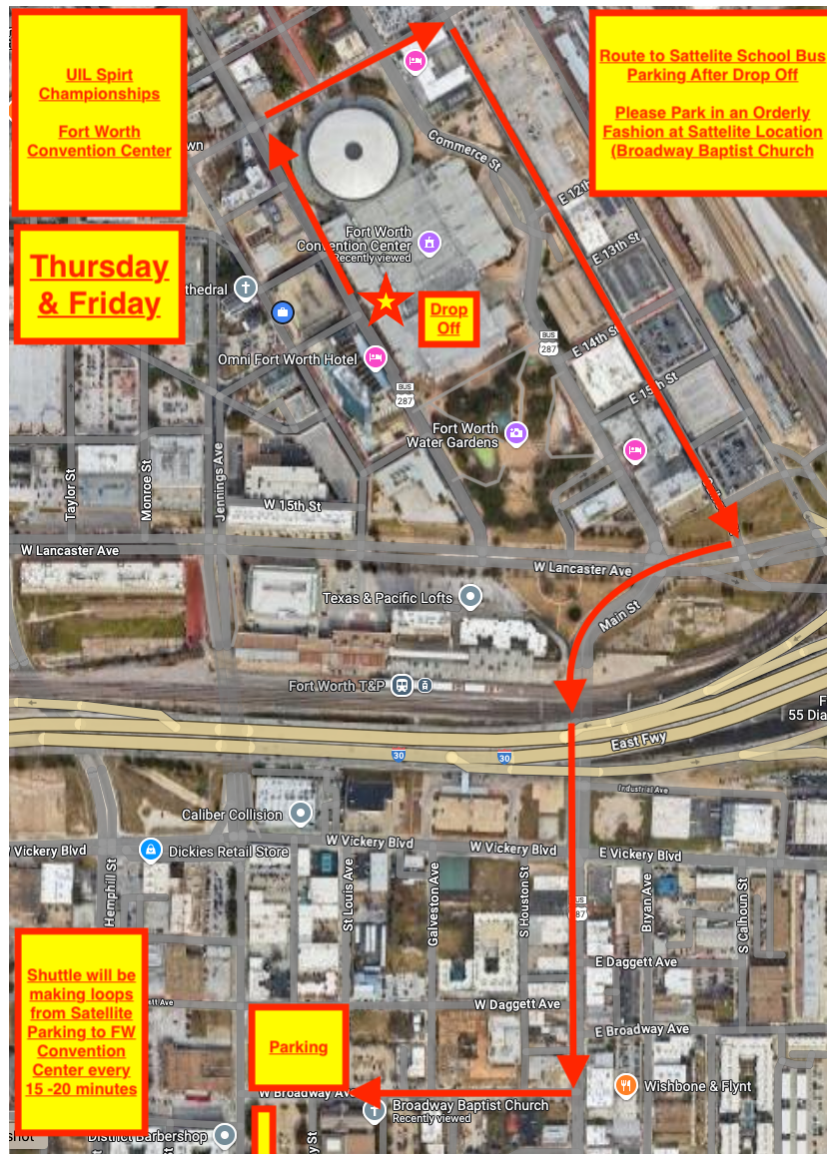 UIL Spirt
Championships
Fort Worth
Convention Center
Route to Sattelite School Bus
Parking After Drop Off
Please Park in an Orderly
Fashion at Sattelite Location
(Broadway Baptist Church
Thursday
& Friday
Commerce St
Fort Worth
Convention Center
Recently viewed
E 13th St
Drop
Off
Omni Fort Worth Hotel
BUS
287
BUS
287
E 14th St
E 15th St
Fort Worth
Water Gardens
Taylor St
Monroe St
Jennings Ave
W 15th St
W Lancaster Ave
W Lancaster Ave
Texas & Pacific Lofts
Main St
Fort Worth T&P
55 Dia
East Fwy
30
30
Industrial Ave
Caliber Collision
W Vickery Blvd
W Vickery Blvd
E Vickery Blvd
Vickery Blvd
Dickies Retail Store
Hemphill St
St Louis Ave
Galveston Ave
S Houston St
Bryan Ave
S Calhoun St
Shuttle will be
making loops
from Satellite
Parking to FW
Convention
Center every
15 -20 minutes
W Daggett Ave
E Daggett Ave
E Broadway Ave
Parking
W Broadway Ave
Broadway Baptist Church
Recently viewed
Wishbone & Flynt
District Barbershop